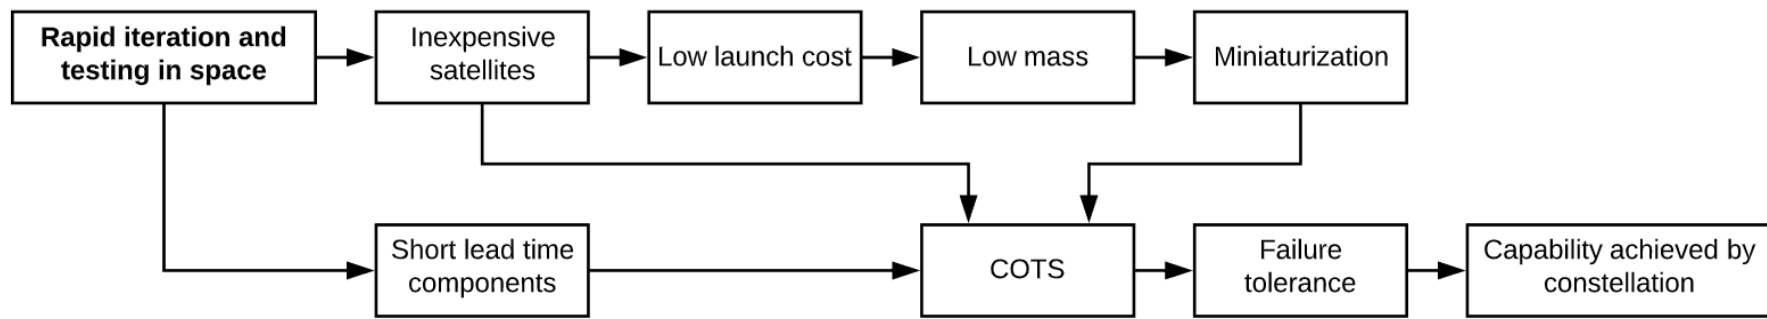 Rapid iteration and
testing in space
Inexpensive
satellites
Low launch cost
Low mass
Miniaturization
Short lead time
components
COTS
Failure
tolerance
Capability achieved by
constellation